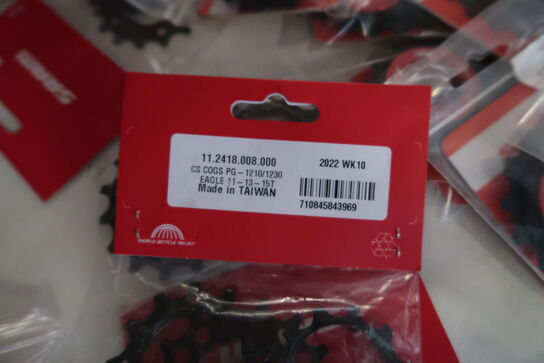 SRAM
11.2418.008.000
2022 WK10
CS COGS PG-1210/1230
EAGLE 11-13-15T
Made in TAIWAN
710845843969
WORLD BICYCLE RELIEF